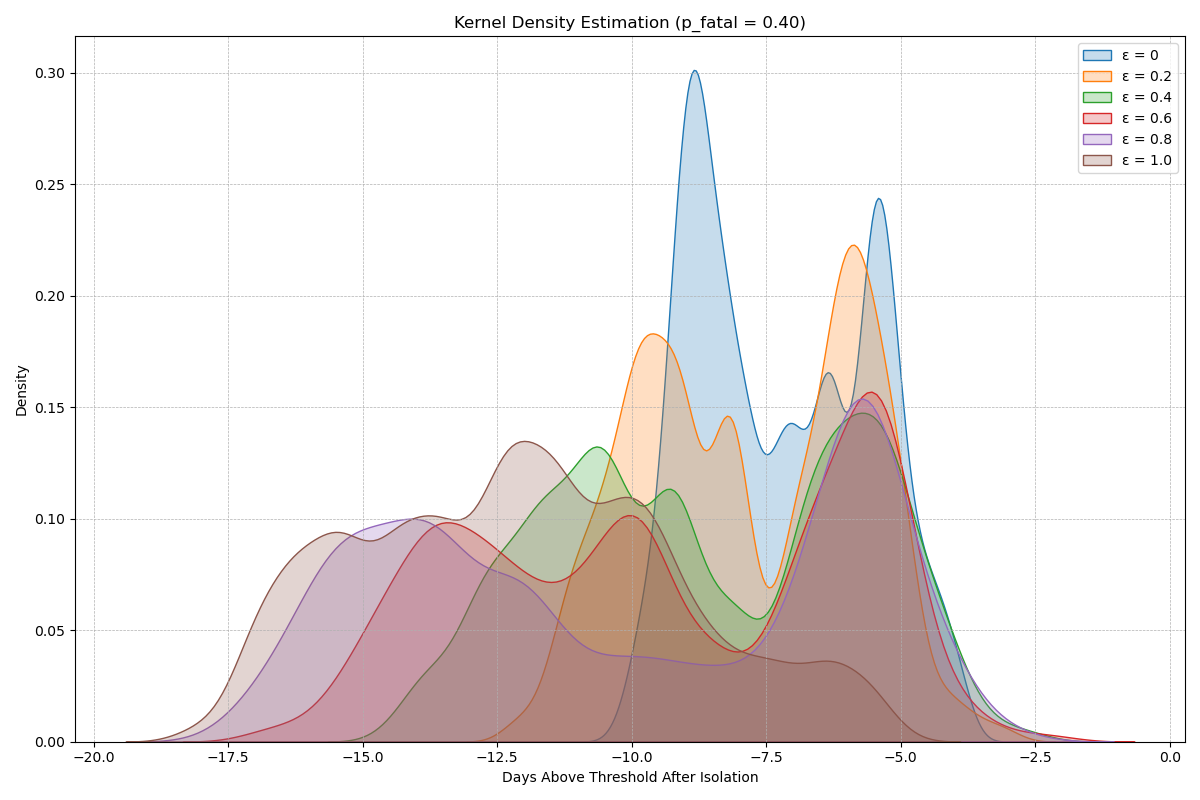 Kernel Density Estimation (p_fatal = 0.40)
ε = 0
ε = 0.2
ε = 0.4
ε = 0.6
ε = 0.8
ε = 1.0
0.30
0.25
0.20
0.15
0.10
0.05
0.00
Density
−20.0 −17.5 −15.0 −12.5 −10.0 −7.5 −5.0 −2.5 0.0
Days Above Threshold After Isolation